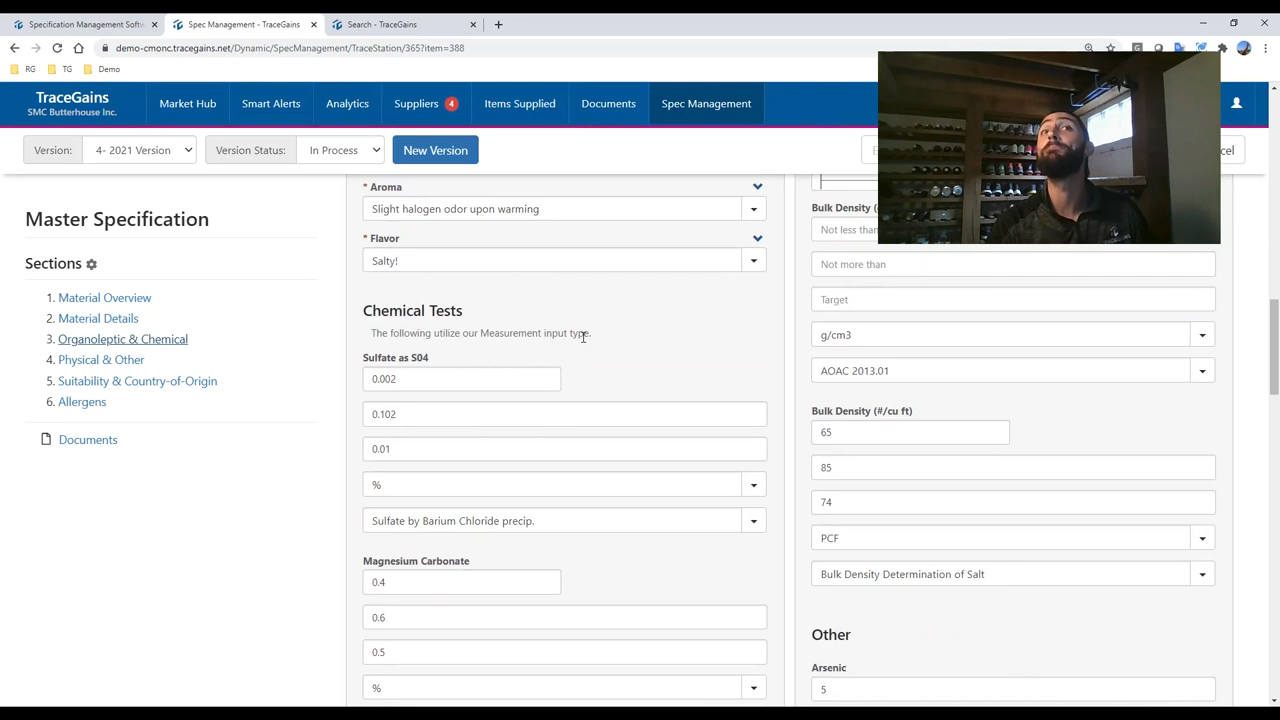 Specification Management Softw
Spec Management - TraceGains
Search - TraceGains
demo-cmonc.tracegains.net/Dynamic/SpecManagement/TraceStation/365?item=388
RG
TG
Demo
TraceGains
SMC Butterhouse Inc.
Market Hub
Smart Alerts
Analytics
Suppliers 4
Items Supplied
Documents
Spec Management
Version:
4- 2021 Version
Version Status:
In Process
New Version
Master Specification
Sections
1. Material Overview
2. Material Details
3. Organoleptic & Chemical
4. Physical & Other
5. Suitability & Country-of-Origin
6. Allergens
Documents
* Aroma
Slight halogen odor upon warming
* Flavor
Salty!
Chemical Tests
The following utilize our Measurement input type.
Sulfate as S04
0.002
0.102
0.01
%
Sulfate by Barium Chloride precip.
Magnesium Carbonate
0.4
0.6
0.5
%
Bulk Density (
Not less than
Not more than
Target
g/cm3
AOAC 2013.01
Bulk Density (#/cu ft)
65
85
74
PCF
Bulk Density Determination of Salt
Other
Arsenic
5